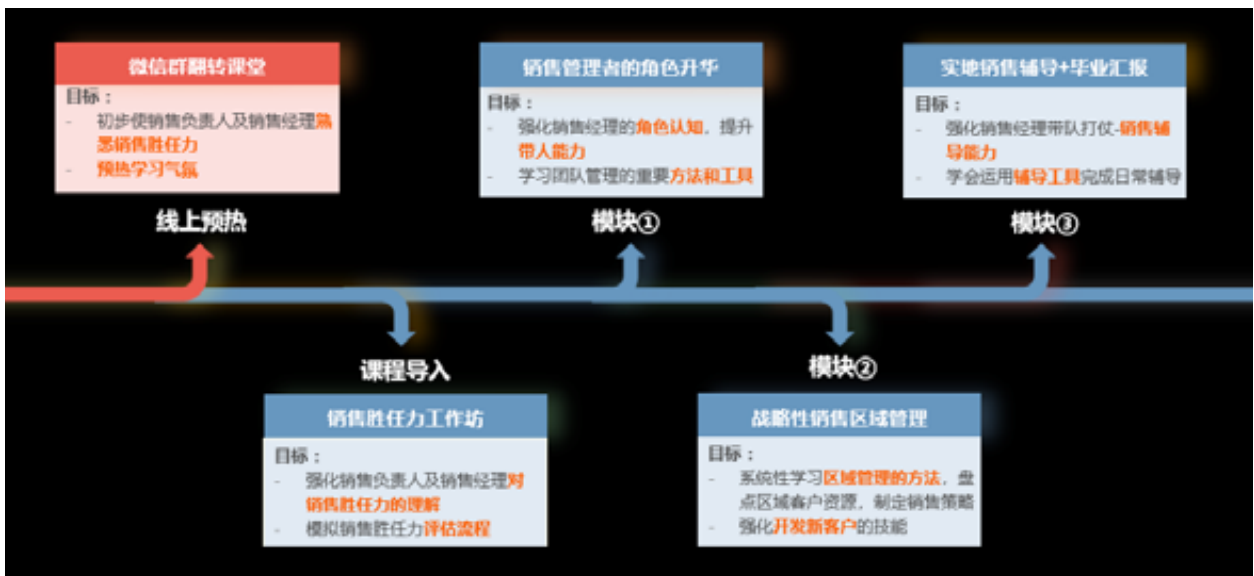 微信群翻转课堂
目标：
- 初步使销售负责人及销售经理熟
悉销售胜任力
- 预热学习气氛
线上预热
课程导入
销售胜任力工作坊
目标：
- 强化销售负责人及销售经理对
销售胜任力的理解
- 模拟销售胜任力评估流程
销售管理者的角色升华
目标：
- 强化销售经理的角色认知，提升
带人能力
- 学习团队管理的重要方法和工具
模块①
模块②
战略性销售区域管理
目标：
- 系统性学习区域管理的方法，盘
点区域客户资源，制定销售策略
- 强化开发新客户的技能
实地销售辅导+毕业汇报
目标：
- 强化销售经理带队打仗-销售辅
导能力
- 学会运用辅导工具完成日常辅导
模块③